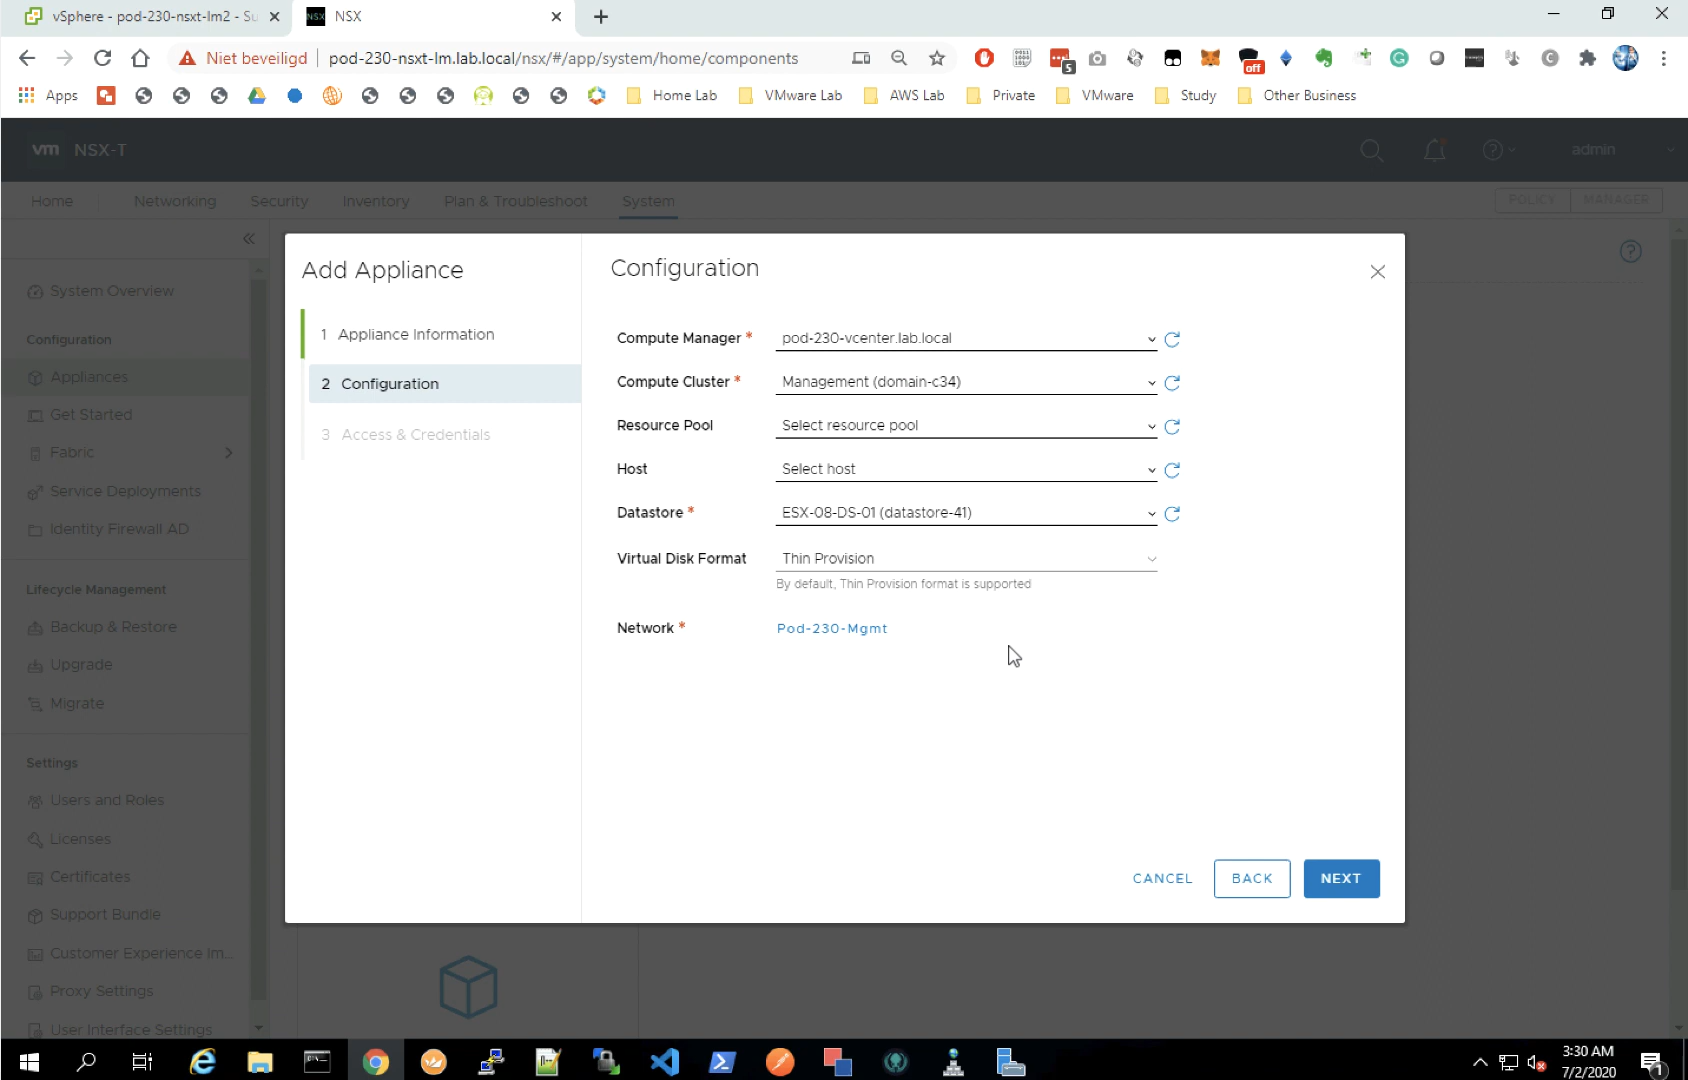 vSphere - pod-230-nsxt-lm2 - Su
NSX
NSX
Niet beveiligd
pod-230-nsxt-lm.lab.local/nsx/#/app/system/home/components
5
off
Apps
Home Lab
VMware Lab
AWS Lab
Private
VMware
Study
Other Business
vm NSX-T
admin
Home
Networking
Security
Inventory
Plan & Troubleshoot
System
POLICY
MANAGER
System Overview
Configuration
Appliances
Get Started
Fabric
Service Deployments
Identity Firewall AD
Lifecycle Management
Backup & Restore
Upgrade
Migrate
Settings
Users and Roles
Licenses
Certificates
Support Bundle
Customer Experience Im...
Proxy Settings
User Interface Settings
Add Appliance
1 Appliance Information
2 Configuration
3 Access & Credentials
Configuration
Compute Manager *
pod-230-vcenter.lab.local
Compute Cluster *
Management (domain-c34)
Resource Pool
Select resource pool
Host
Select host
Datastore *
ESX-08-DS-01 (datastore-41)
Virtual Disk Format
Thin Provision
By default, Thin Provision format is supported
Network *
Pod-230-Mgmt
CANCEL
BACK
NEXT
3:30 AM
7/2/2020
1